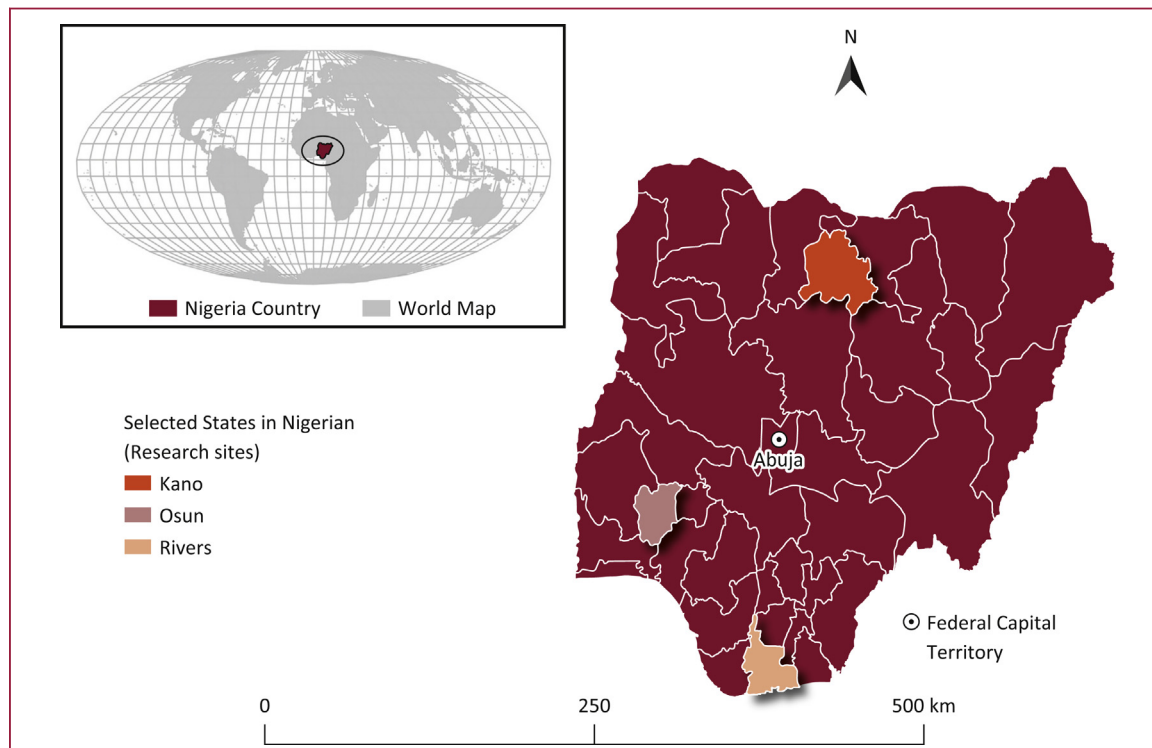 N
Nigeria Country
World Map
Selected States in Nigerian
(Research sites)
Kano
Osun
Rivers
Abuja
Federal Capital
Territory
0
250
500 km